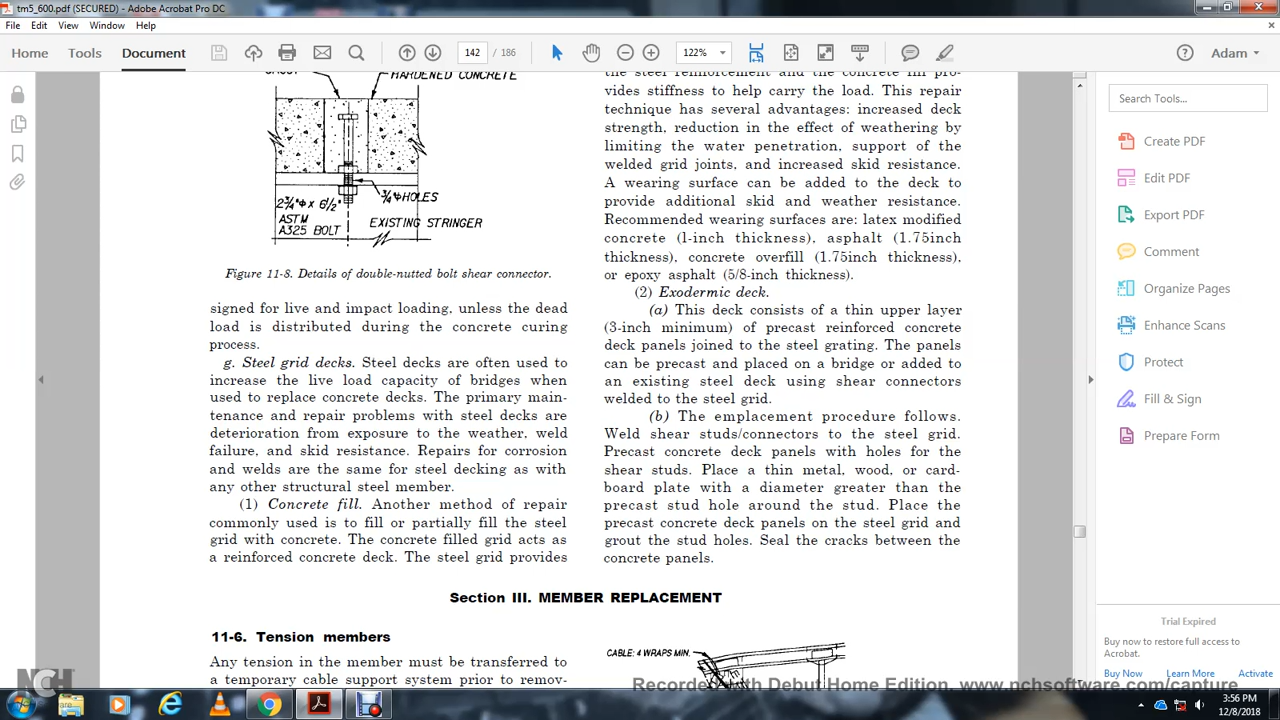 tm5_600.pdf (SECURED) - Adobe Acrobat Pro DC
File Edit View Window Help
Home Tools Document 142 / 186 122% Adam
HARDENED CONCRETE
3/4"Φ HOLES
2-3/4"Φ x 6 1/2"
ASTM
A325 BOLT
EXISTING STRINGER
Figure 11-8. Details of double-nutted bolt shear connector.
signed for live and impact loading, unless the dead
load is distributed during the concrete curing
process.
g. Steel grid decks. Steel decks are often used to
increase the live load capacity of bridges when
used to replace concrete decks. The primary main-
tenance and repair problems with steel decks are
deterioration from exposure to the weather, weld
failure, and skid resistance. Repairs for corrosion
and welds are the same for steel decking as with
any other structural steel member.
(1) Concrete fill. Another method of repair
commonly used is to fill or partially fill the steel
grid with concrete. The concrete filled grid acts as
a reinforced concrete deck. The steel grid provides
the steel reinforcement and the concrete fill pro-
vides stiffness to help carry the load. This repair
technique has several advantages: increased deck
strength, reduction in the effect of weathering by
limiting the water penetration, support of the
welded grid joints, and increased skid resistance.
A wearing surface can be added to the deck to
provide additional skid and weather resistance.
Recommended wearing surfaces are: latex modified
concrete (l-inch thickness), asphalt (1.75inch
thickness), concrete overfill (1.75inch thickness),
or epoxy asphalt (5/8-inch thickness).
(2) Exodermic deck.
(a) This deck consists of a thin upper layer
(3-inch minimum) of precast reinforced concrete
deck panels joined to the steel grating. The panels
can be precast and placed on a bridge or added to
an existing steel deck using shear connectors
welded to the steel grid.
(b) The emplacement procedure follows.
Weld shear studs/connectors to the steel grid.
Precast concrete deck panels with holes for the
shear studs. Place a thin metal, wood, or card-
board plate with a diameter greater than the
precast stud hole around the stud. Place the
precast concrete deck panels on the steel grid and
grout the stud holes. Seal the cracks between the
concrete panels.
Section III. MEMBER REPLACEMENT
11-6. Tension members
Any tension in the member must be transferred to
a temporary cable support system prior to remov-
CABLE: 4 WRAPS MIN.
Search Tools...
Create PDF
Edit PDF
Export PDF
Comment
Organize Pages
Enhance Scans
Protect
Fill & Sign
Prepare Form
Trial Expired
Buy now to restore full access to
Acrobat.
Buy Now Learn More Activate
NCH
Recorded with Debut Home Edition. www.nchsoftware.com/capture
3:56 PM
12/8/2018